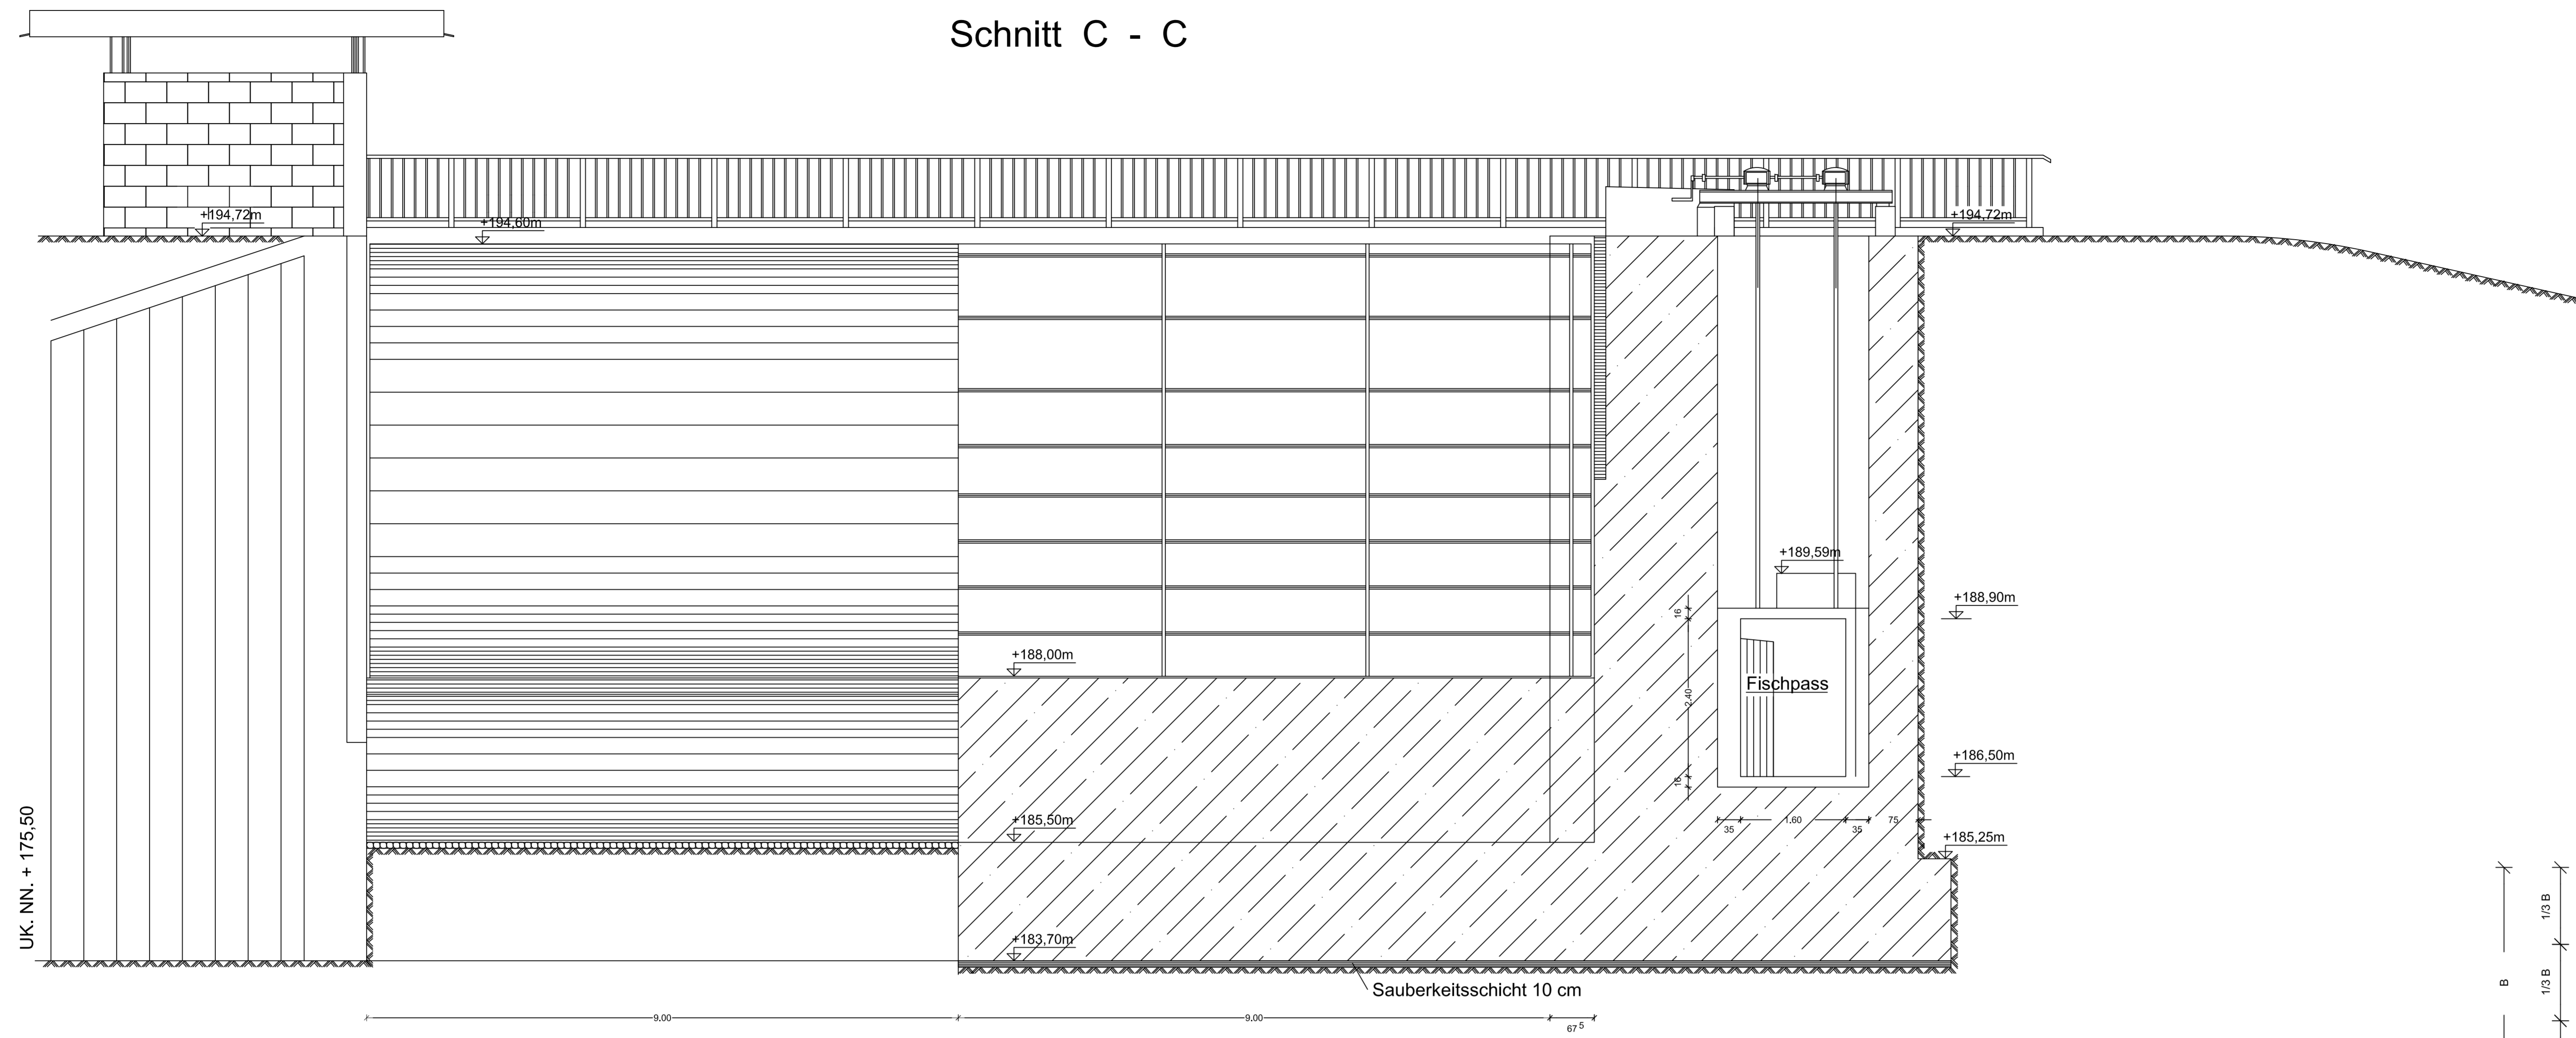 Schnitt C - C
+194,72m
+194,60m
+194,72m
+189,59m
+188,90m
16
+188,00m
2,40
Fischpass
+186,50m
16
UK. NN. + 175,50
+185,50m
35
1,60
35
75
+185,25m
1/3 B
+183,70m
B
1/3 B
Sauberkeitsschicht 10 cm
9.00
9.00
67 5